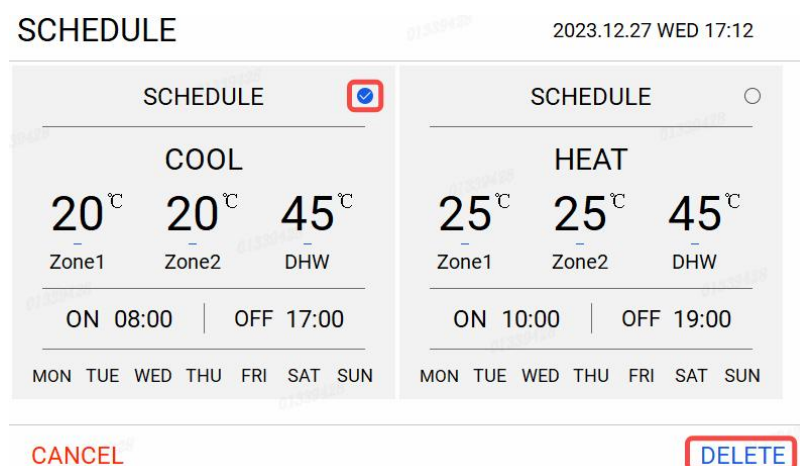 SCHEDULE 2023.12.27 WED 17:12
SCHEDULE
COOL
20℃ 20℃ 45℃
Zone1 Zone2 DHW
ON 08:00 OFF 17:00
MON TUE WED THU FRI SAT SUN
SCHEDULE
HEAT
25℃ 25℃ 45℃
Zone1 Zone2 DHW
ON 10:00 OFF 19:00
MON TUE WED THU FRI SAT SUN
CANCEL DELETE